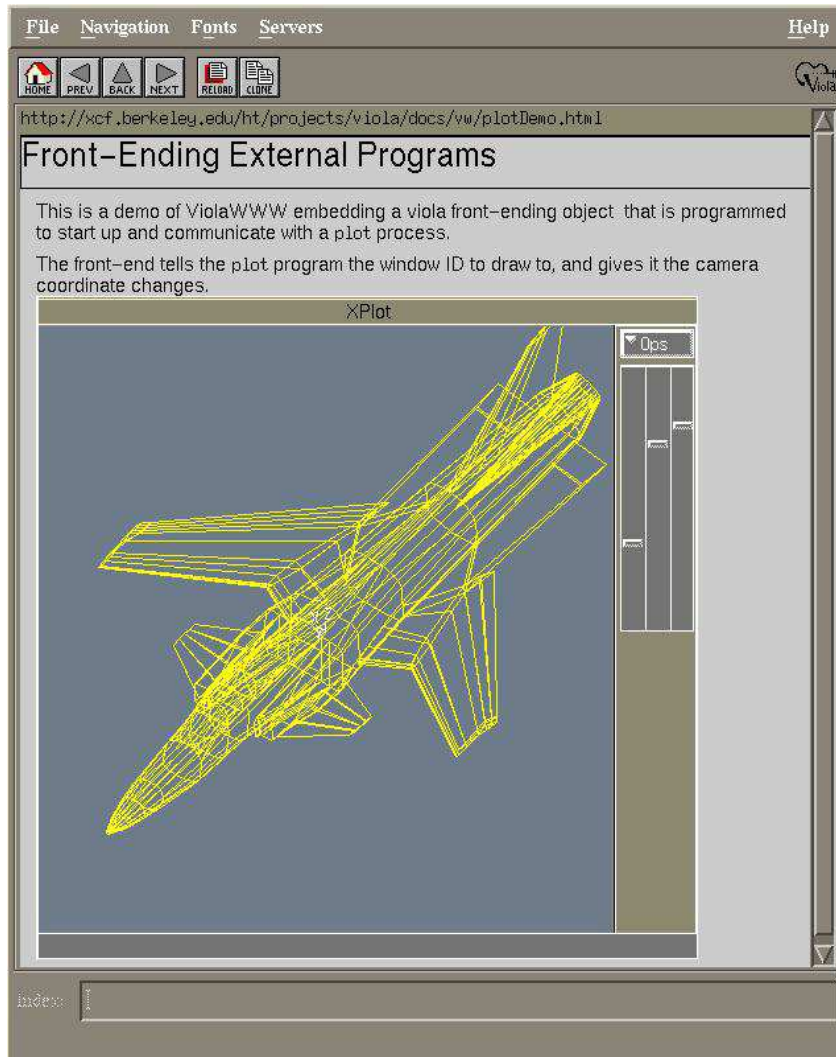 File Navigation Fonts Servers Help
HOME PREV BACK NEXT RELOAD CLONE Viola
http://xcf.berkeley.edu/ht/projects/viola/docs/vw/plotDemo.html
Front-Ending External Programs
This is a demo of ViolaWWW embedding a viola front-ending object that is programmed
to start up and communicate with a plot process.
The front-end tells the plot program the window ID to draw to, and gives it the camera
coordinate changes.
XPlot
Ops
Index: